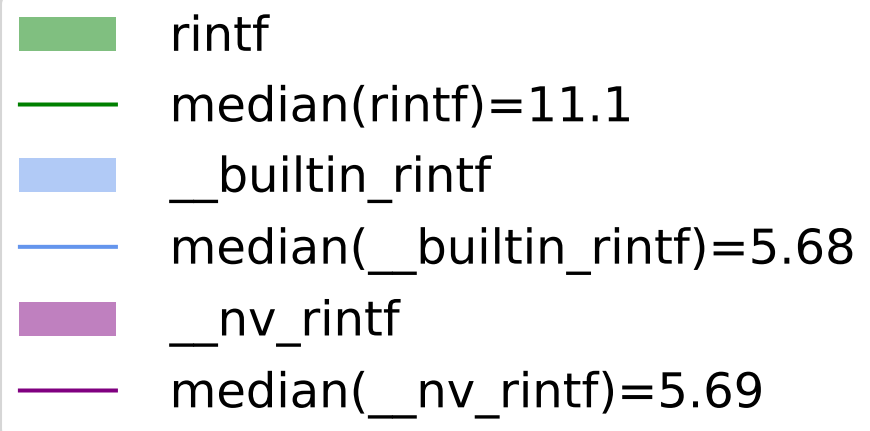 rintf
median(rintf)=11.1
__builtin_rintf
median(__builtin_rintf)=5.68
__nv_rintf
median(__nv_rintf)=5.69